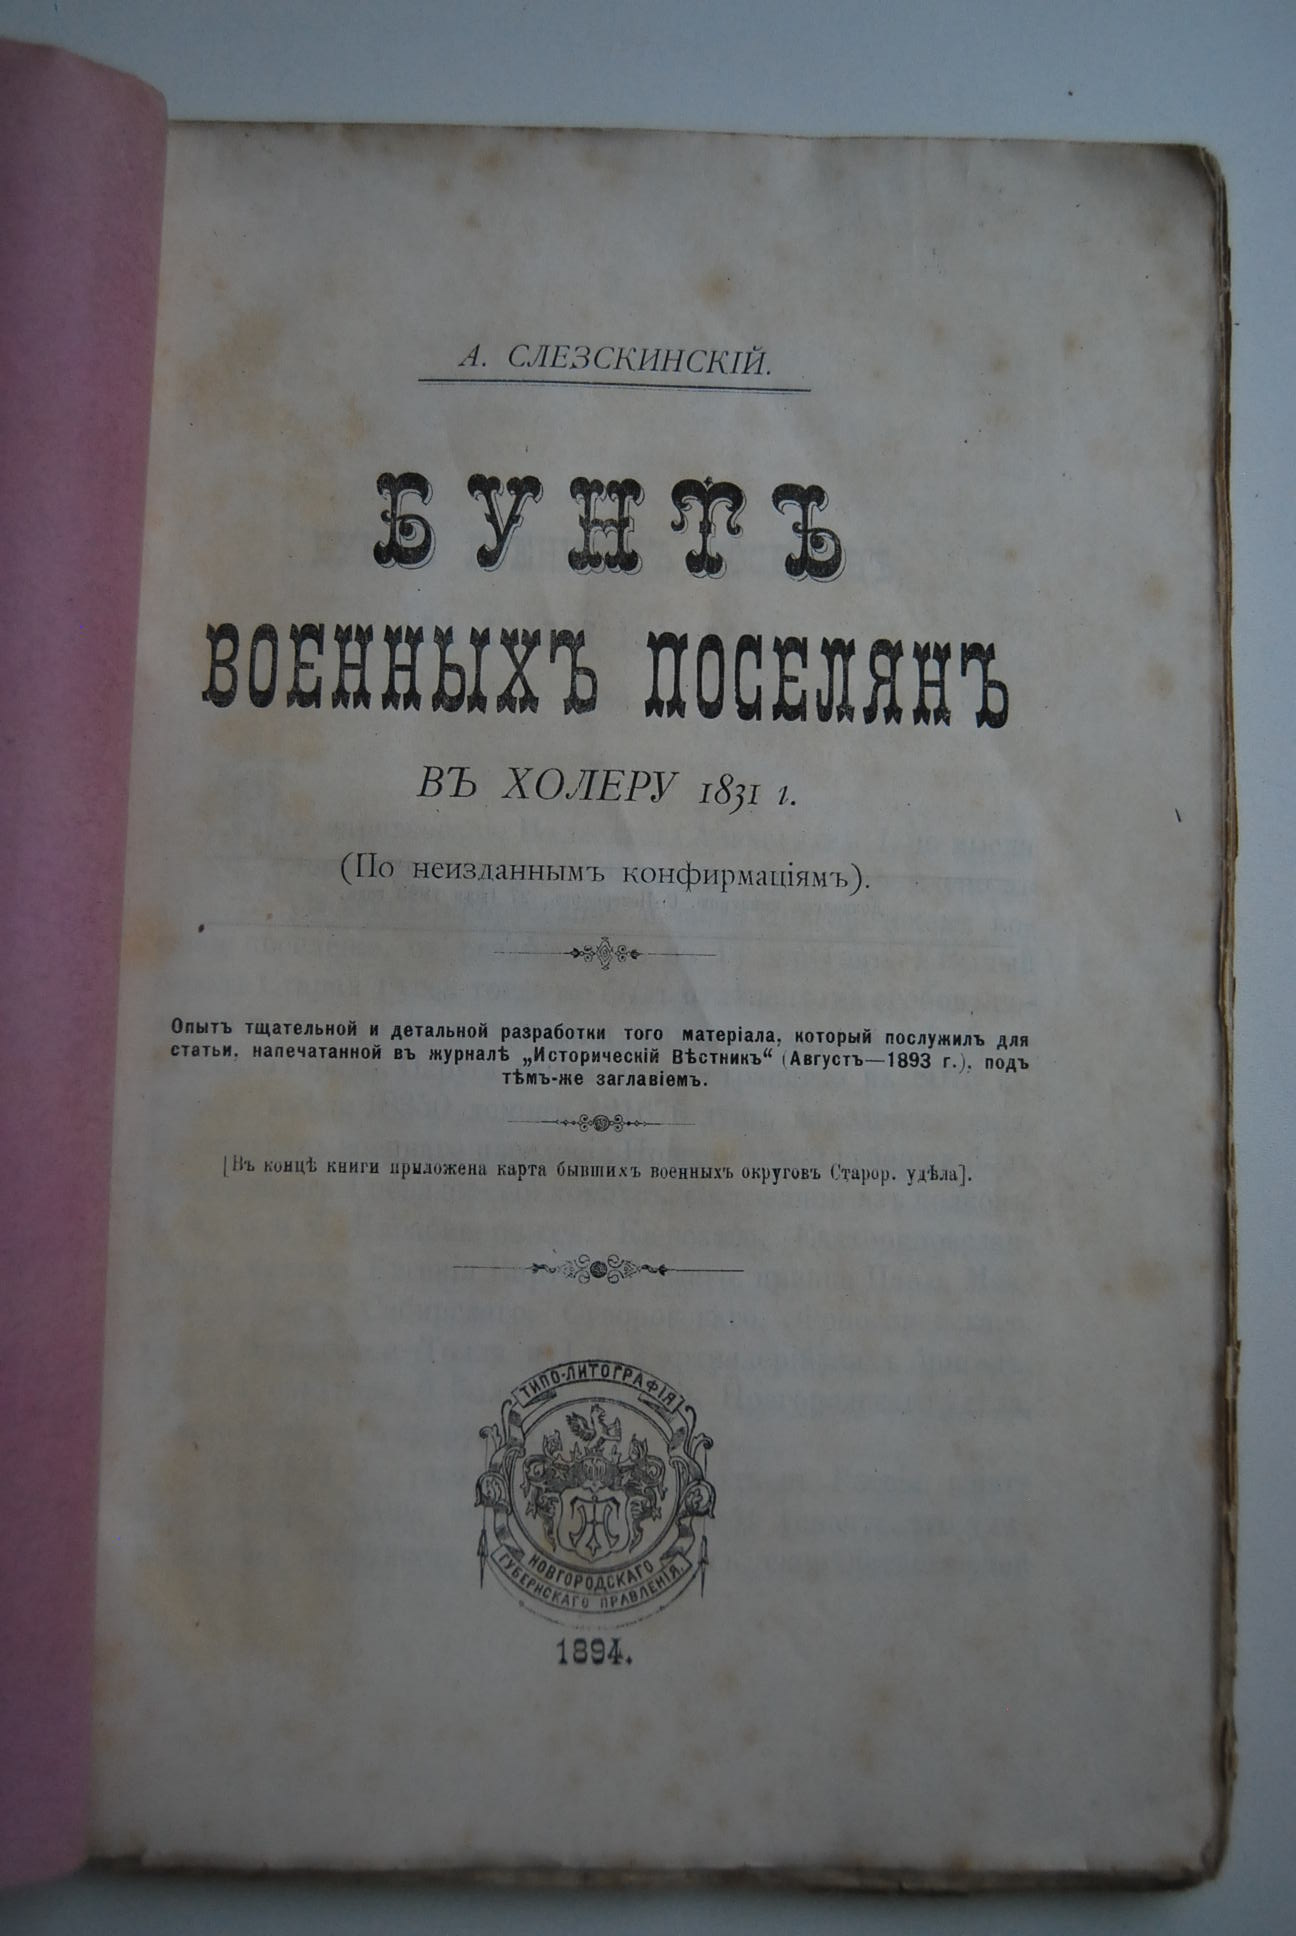 А. СЛЕЗСКИНСКІЙ.
БУНТЪ
ВОЕННЫХЪ ПОСЕЛЯНЪ
ВЪ ХОЛЕРУ 1831 г.
(По неизданнымъ конфирмаціямъ).
Опытъ тщательной и детальной разработки того матеріала, который послужилъ для
статьи, напечатанной въ журналѣ „Историческій Вѣстникъ“ (Августъ—1893 г.), подъ
тѣмъ-же заглавіемъ.
[Въ концѣ книги приложена карта бывшихъ военныхъ округовъ Старор. удѣла].
ТИПО-ЛИТОГРАФІЯ
НОВГОРОДСКАГО
ГУБЕРНСКАГО ПРАВЛЕНІЯ.
1894.